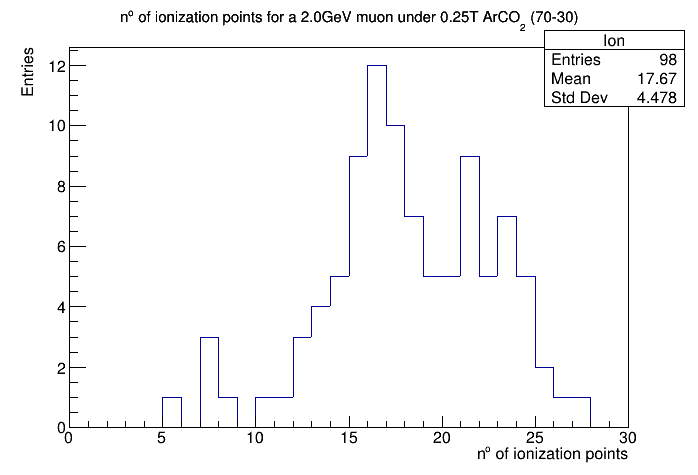 nº of ionization points for a 2.0GeV muon under 0.25T ArCO2 (70-30)
Ion
Entries 98
Mean 17.67
Std Dev 4.478
Entries
12
10
8
6
4
2
0
0 5 10 15 20 25 30
nº of ionization points